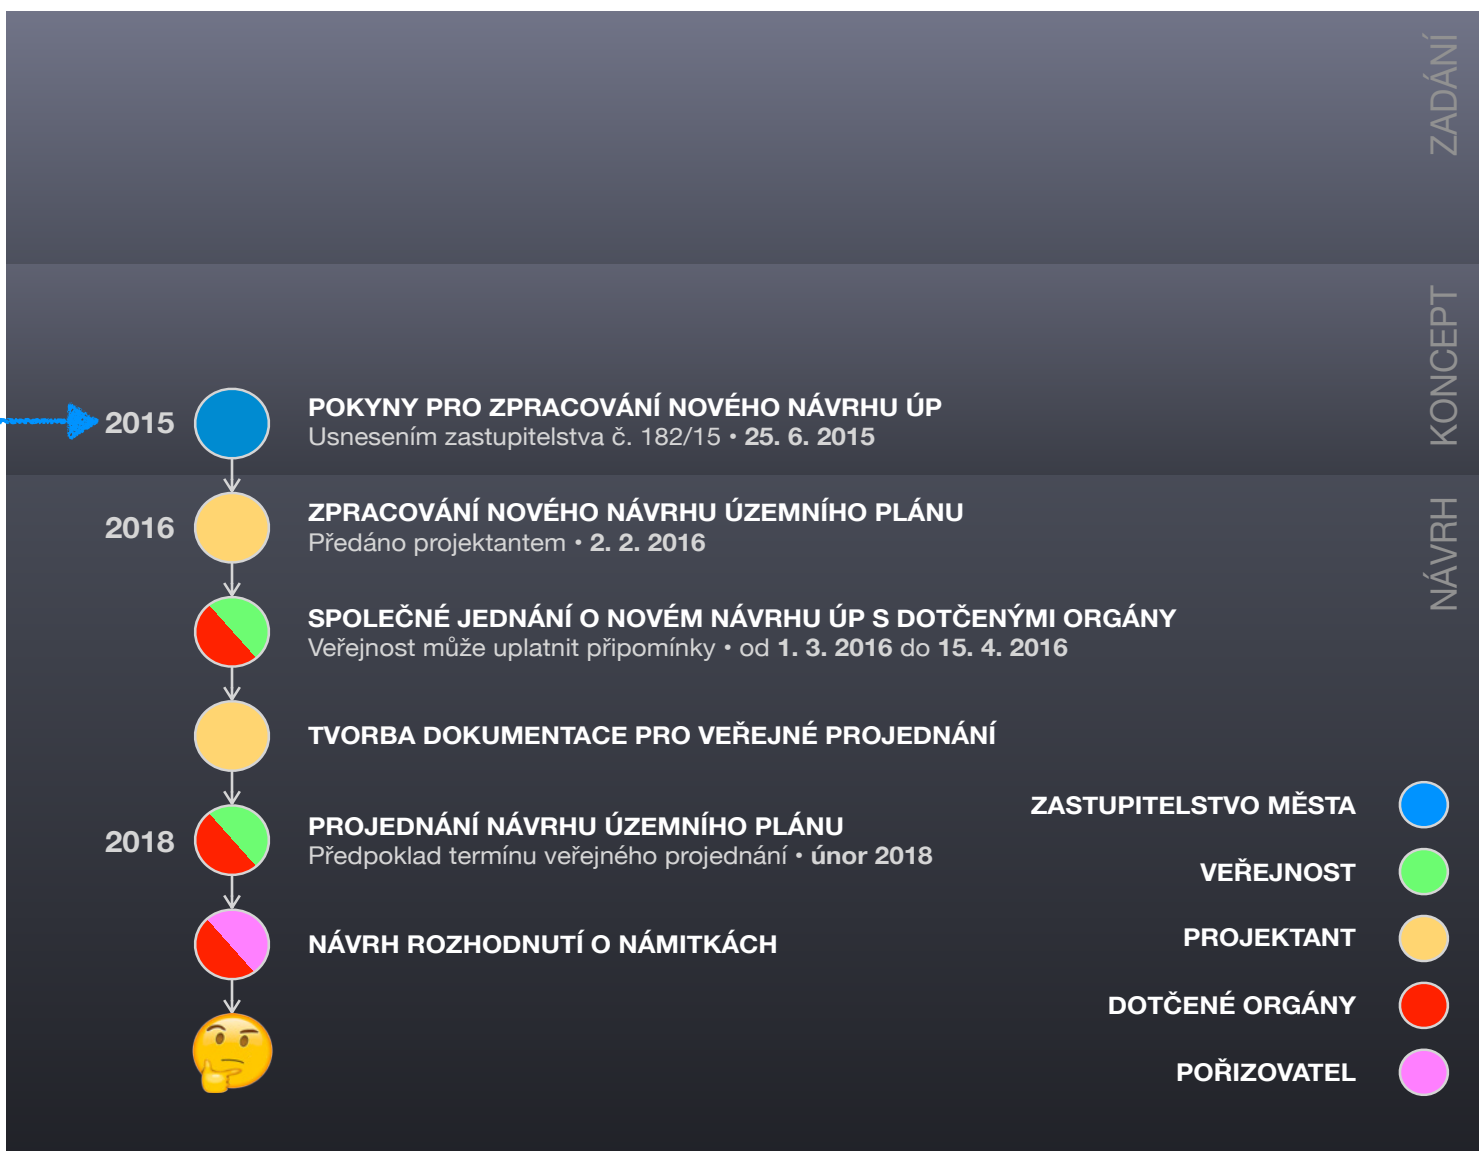 ZADÁNÍ
KONCEPT
2015
POKYNY PRO ZPRACOVÁNÍ NOVÉHO NÁVRHU ÚP
Usnesením zastupitelstva č. 182/15 • 25. 6. 2015
NÁVRH
2016
ZPRACOVÁNÍ NOVÉHO NÁVRHU ÚZEMNÍHO PLÁNU
Předáno projektantem • 2. 2. 2016
SPOLEČNÉ JEDNÁNÍ O NOVÉM NÁVRHU ÚP S DOTČENÝMI ORGÁNY
Veřejnost může uplatnit připomínky • od 1. 3. 2016 do 15. 4. 2016
TVORBA DOKUMENTACE PRO VEŘEJNÉ PROJEDNÁNÍ
2018
PROJEDNÁNÍ NÁVRHU ÚZEMNÍHO PLÁNU
Předpoklad termínu veřejného projednání • únor 2018
NÁVRH ROZHODNUTÍ O NÁMITKÁCH
ZASTUPITELSTVO MĚSTA
VEŘEJNOST
PROJEKTANT
DOTČENÉ ORGÁNY
POŘIZOVATEL